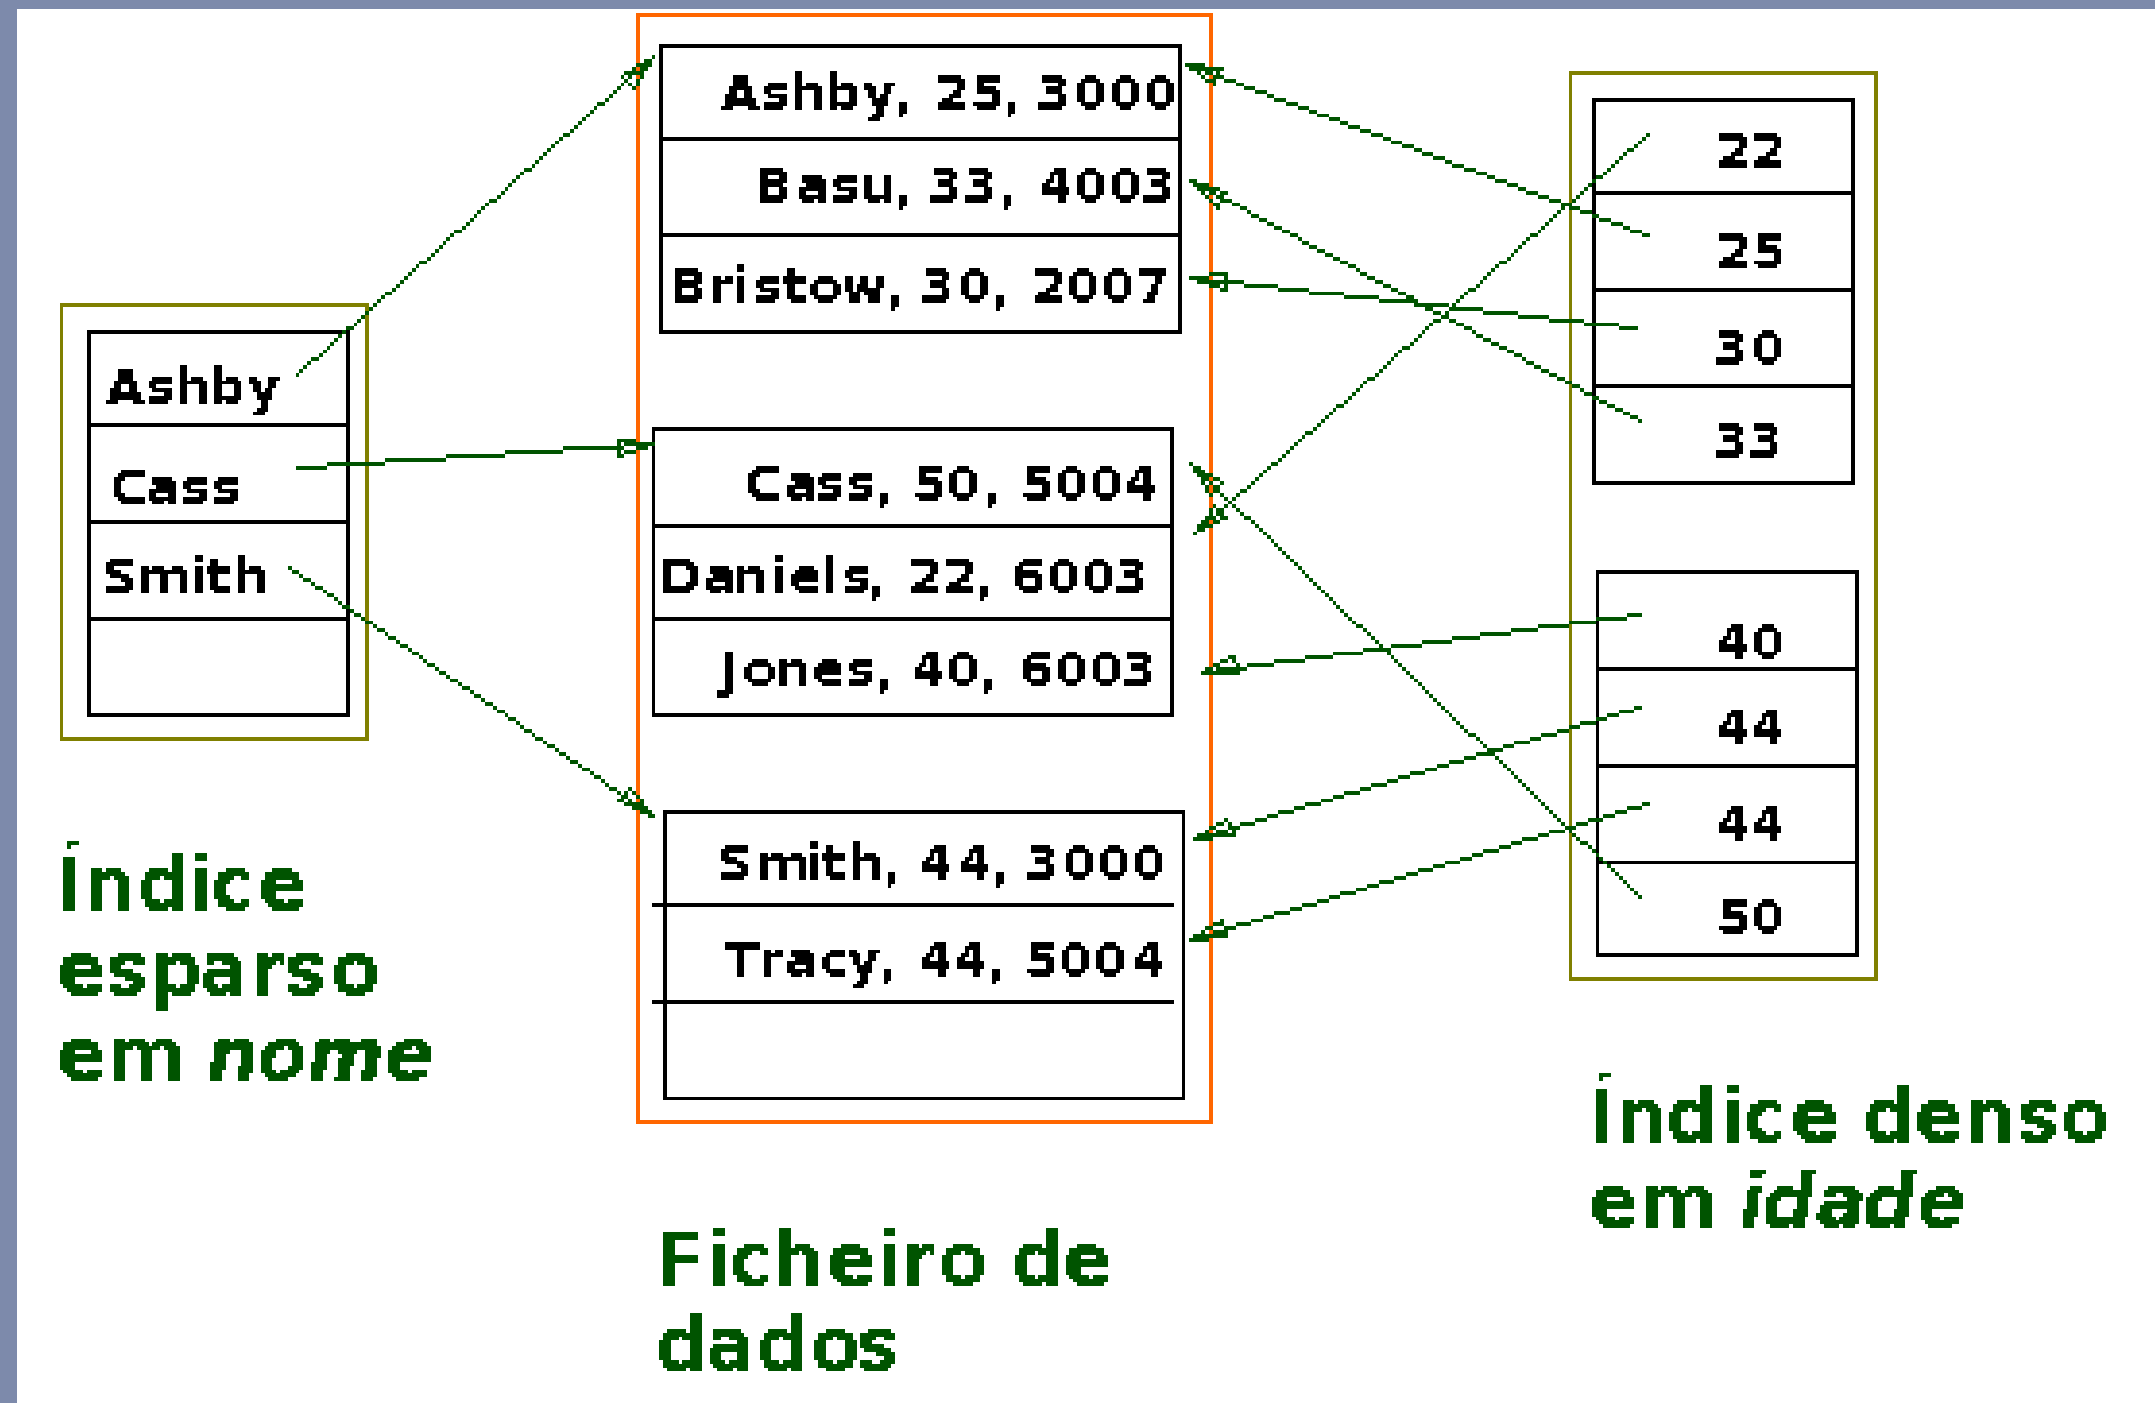 Ashby
Cass
Smith
Índice
esparso
em nome
Ashby, 25, 3000
Basu, 33, 4003
Bristow, 30, 2007
Cass, 50, 5004
Daniels, 22, 6003
Jones, 40, 6003
Smith, 44, 3000
Tracy, 44, 5004
Ficheiro de
dados
22
25
30
33
40
44
44
50
Índice denso
em idade